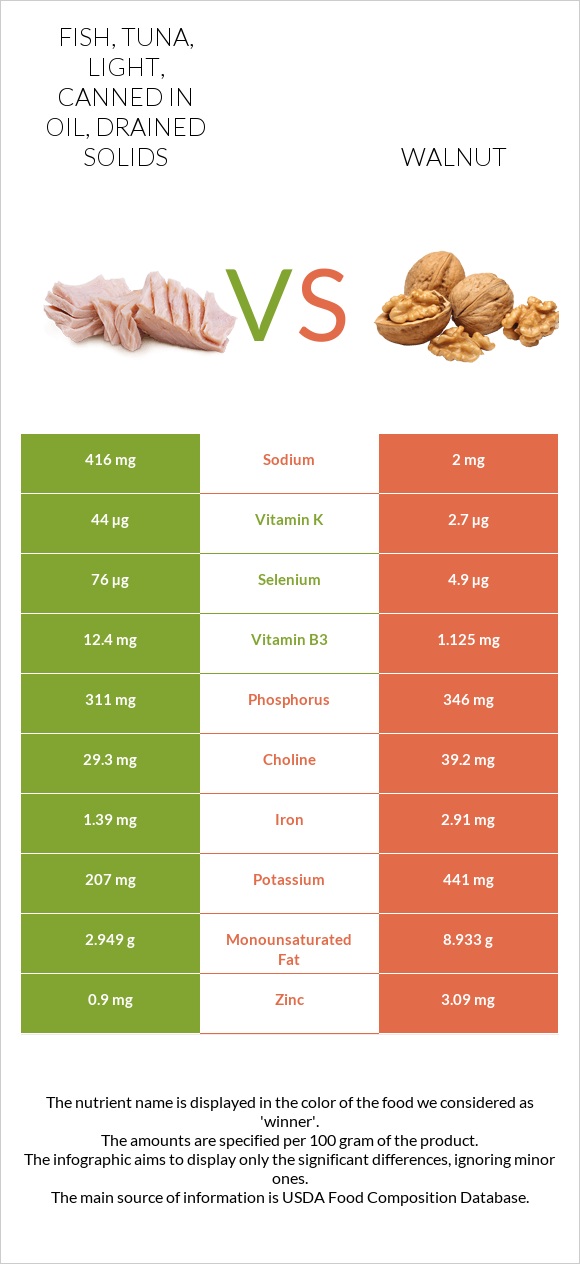 FISH, TUNA,
LIGHT,
CANNED IN
OIL, DRAINED
SOLIDS
WALNUT
VS
416 mg Sodium 2 mg
44 µg Vitamin K 2.7 µg
76 µg Selenium 4.9 µg
12.4 mg Vitamin B3 1.125 mg
311 mg Phosphorus 346 mg
29.3 mg Choline 39.2 mg
1.39 mg Iron 2.91 mg
207 mg Potassium 441 mg
2.949 g Monounsaturated 8.933 g
Fat
0.9 mg Zinc 3.09 mg
The nutrient name is displayed in the color of the food we considered as
'winner'.
The amounts are specified per 100 gram of the product.
The infographic aims to display only the significant differences, ignoring minor
ones.
The main source of information is USDA Food Composition Database.